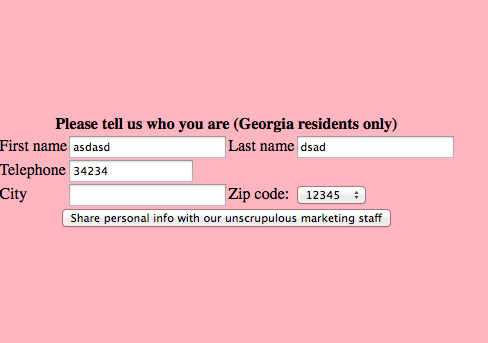 Please tell us who you are (Georgia residents only)
First name asdasd Last name dsad
Telephone 34234
City Zip code: 12345
Share personal info with our unscrupulous marketing staff